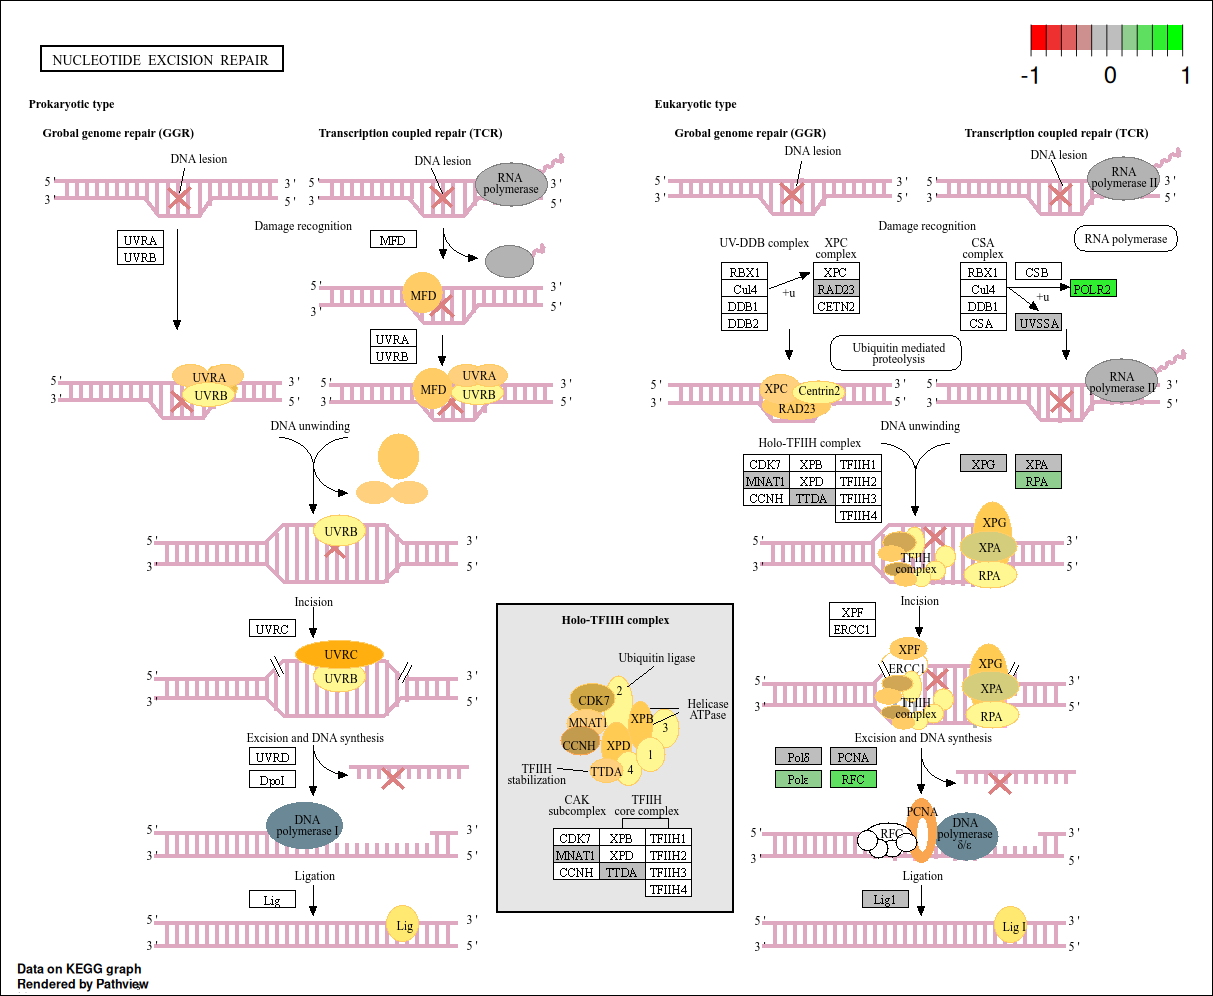 NUCLEOTIDE EXCISION REPAIR
-1 0 1
Prokaryotic type
Grobal genome repair (GGR)
Transcription coupled repair (TCR)
DNA lesion
DNA lesion
RNA
polymerase
5' 3'
3' 5'
3'
5'
Damage recognition
UVRA
UVRB
MFD
5' 3'
MFD
3' 5'
UVRA
UVRB
5' UVRA 3'
3' UVRB 5'
5' MFD UVRA 3'
3' UVRB 5'
DNA unwinding
5' UVRB 3'
3' 5'
Incision
UVRC
UVRC
5' UVRB 3'
3' 5'
Excision and DNA synthesis
UVRD
DpoI
DNA
polymerase I
5' 3'
3' 5'
Ligation
Lig
5' Lig 3'
3' 5'
Eukaryotic type
Grobal genome repair (GGR)
Transcription coupled repair (TCR)
DNA lesion
DNA lesion
RNA
polymerase II
5' 3'
3' 5'
5' 3'
3' 5'
Damage recognition
RNA polymerase
UV-DDB complex
RBX1
Cul4
DDB1
DDB2
+u
XPC
complex
XPC
RAD23
CETN2
CSA
complex
RBX1
Cul4
DDB1
CSA
CSB
+u
POLR2
UVSSA
Ubiquitin mediated
proteolysis
5' XPC Centrin2 3'
3' RAD23 5'
RNA
polymerase II
5' 3'
3' 5'
DNA unwinding
Holo-TFIIH complex
CDK7 XPB TFIIH1
MNAT1 XPD TFIIH2
CCNH TTDA TFIIH3
TFIIH4
XPG
XPA
RPA
XPG
5' XPA 3'
TFIIH
complex
3' RPA 5'
Incision
XPF
ERCC1
XPF
ERCC1
XPG
5' XPA 3'
TFIIH
complex
3' RPA 5'
Excision and DNA synthesis
Polδ
PCNA
Polε
RFC
PCNA
RFC
DNA
polymerase
δ/ε
5' 3'
3' 5'
Ligation
Lig1
5' Lig I 3'
3' 5'
Holo-TFIIH complex
Ubiquitin ligase
2
CDK7
MNAT1
CCNH
XPB
XPD
TTDA
3
1
4
Helicase
ATPase
TFIIH
stabilization
CAK
subcomplex
TFIIH
core complex
CDK7 XPB TFIIH1
MNAT1 XPD TFIIH2
CCNH TTDA TFIIH3
TFIIH4
Data on KEGG graph
Rendered by Pathview